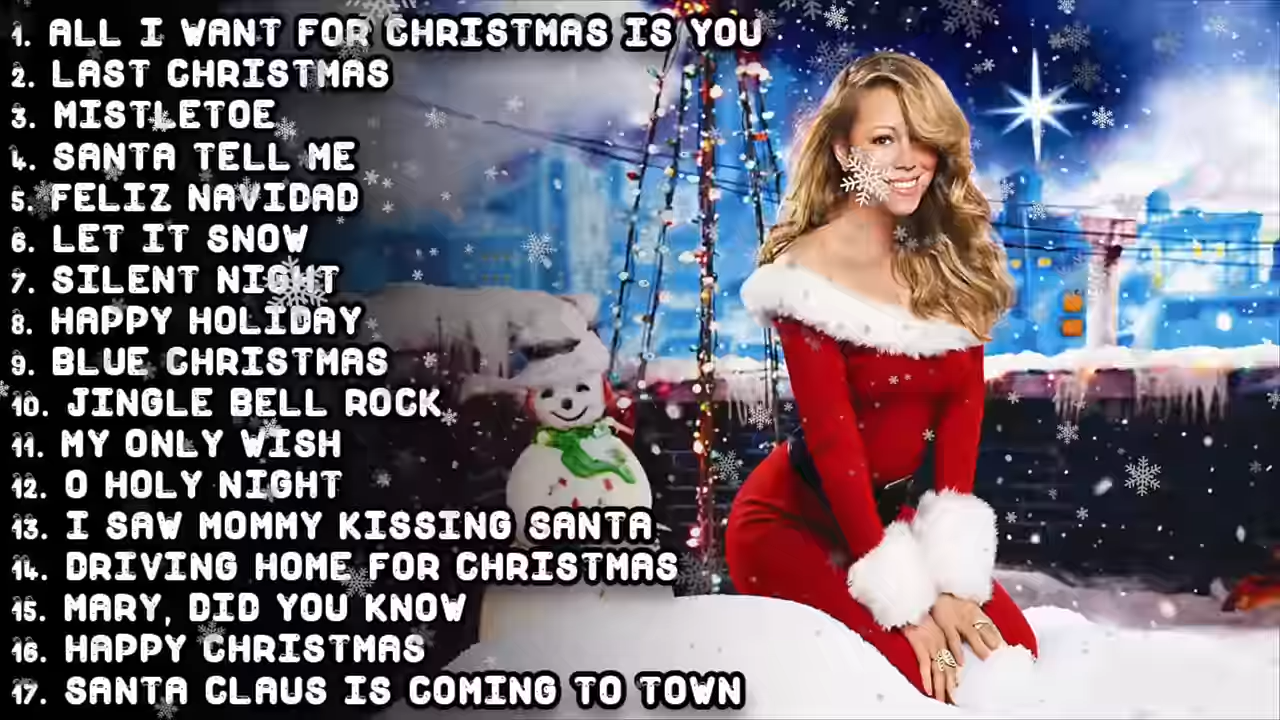 1. ALL I WANT FOR CHRISTMAS IS YOU
2. LAST CHRISTMAS
3. MISTLETOE
4. SANTA TELL ME
5. FELIZ NAVIDAD
6. LET IT SNOW
7. SILENT NIGHT
8. HAPPY HOLIDAY
9. BLUE CHRISTMAS
10. JINGLE BELL ROCK
11. MY ONLY WISH
12. O HOLY NIGHT
13. I SAW MOMMY KISSING SANTA
14. DRIVING HOME FOR CHRISTMAS
15. MARY, DID YOU KNOW
16. HAPPY CHRISTMAS
17. SANTA CLAUS IS COMING TO TOWN